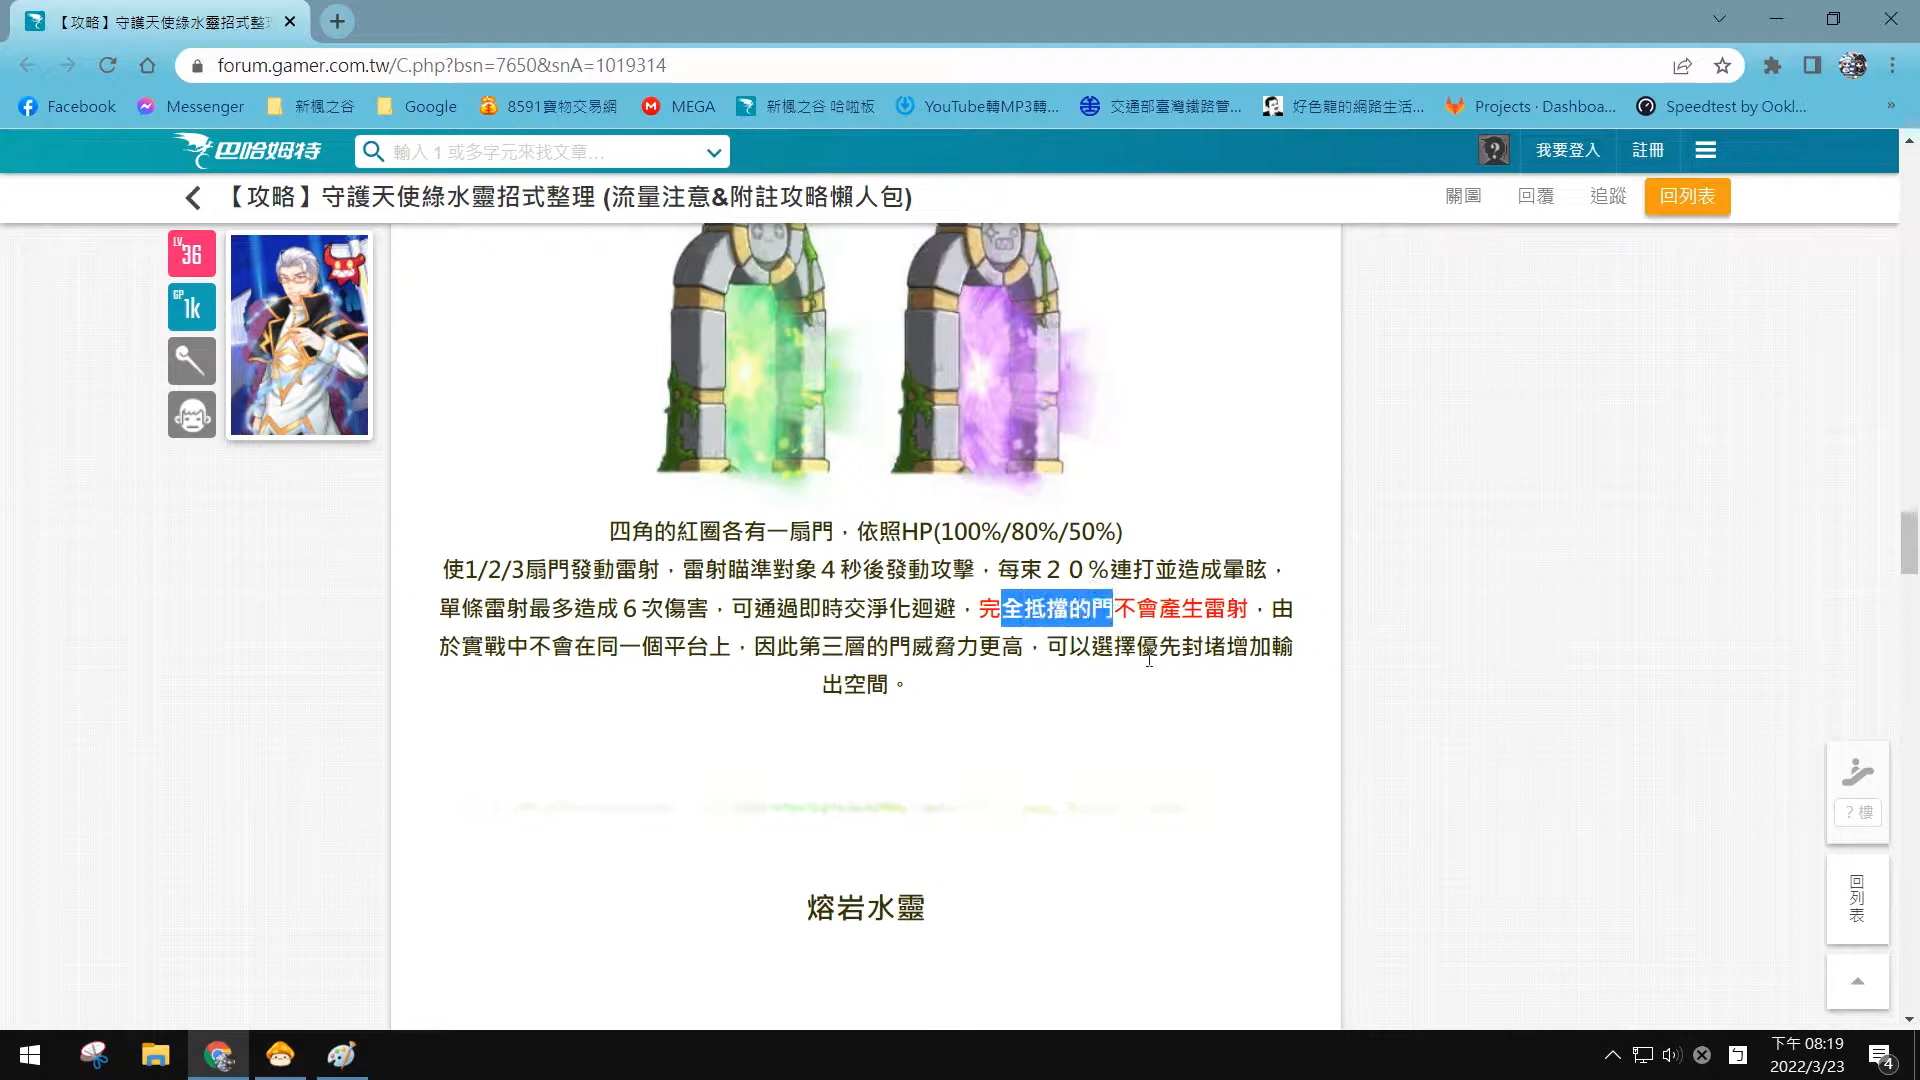 【攻略】守護天使綠水靈招式整理
forum.gamer.com.tw/C.php?bsn=7650&snA=1019314
Facebook
Messenger
新楓之谷
Google
8591寶物交易網
MEGA
新楓之谷 哈啦板
YouTube轉MP3轉...
交通部臺灣鐵路管...
好色龍的網路生活...
Projects · Dashboa...
Speedtest by Ookl...
»
巴哈姆特
輸入 1 或多字元來找文章...
我要登入
註冊
【攻略】守護天使綠水靈招式整理 (流量注意&附註攻略懶人包)
關圖
回覆
追蹤
回列表
LV.
36
GP
1k
四角的紅圈各有一扇門，依照HP(100%/80%/50%)
使1/2/3扇門發動雷射，雷射瞄準對象４秒後發動攻擊，每束２０%連打並造成暈眩，
單條雷射最多造成６次傷害，可通過即時交淨化迴避，完全抵擋的門不會產生雷射，由
於實戰中不會在同一個平台上，因此第三層的門威脅力更高，可以選擇優先封堵增加輸
出空間。
熔岩水靈
? 樓
回列表
下午 08:19
2022/3/23
4